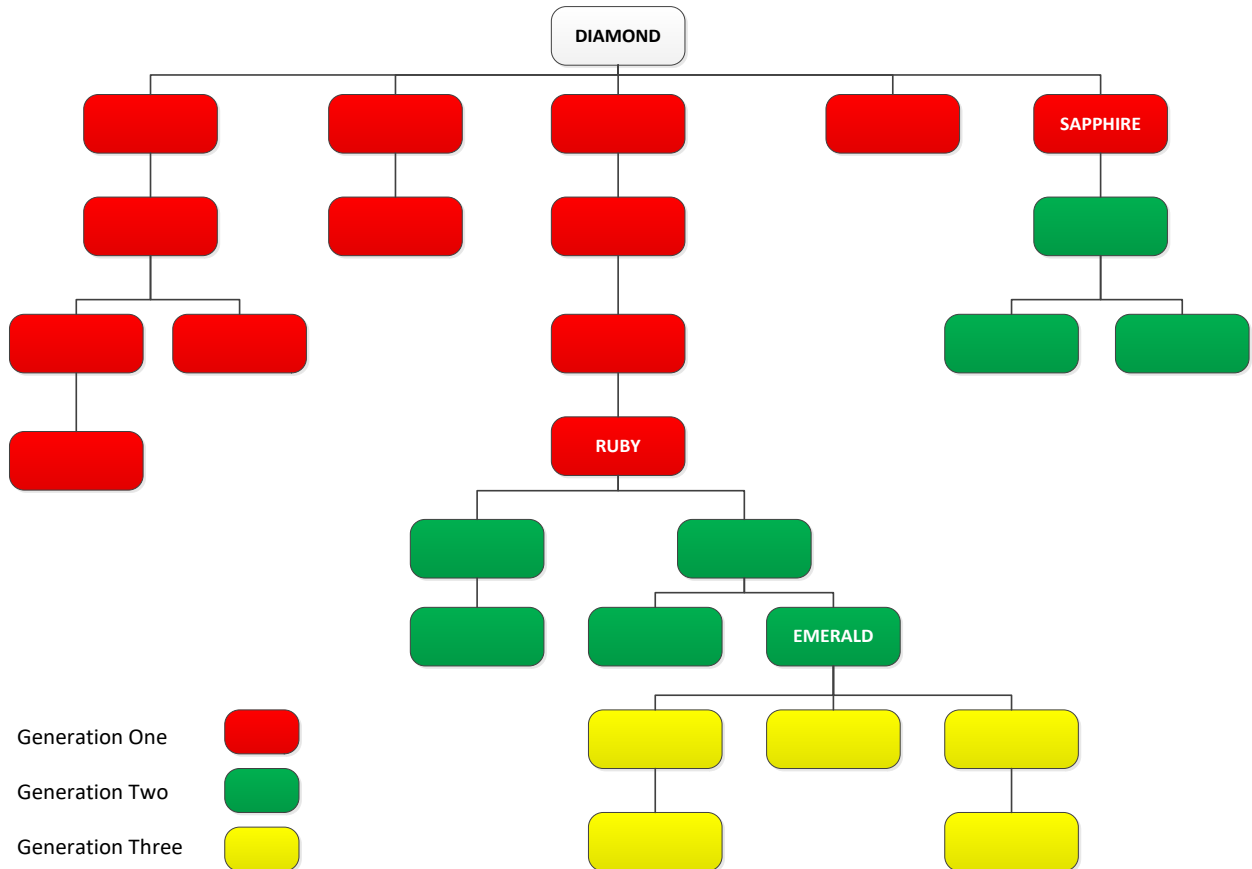 DIAMOND
SAPPHIRE
RUBY
EMERALD
Generation One
Generation Two
Generation Three